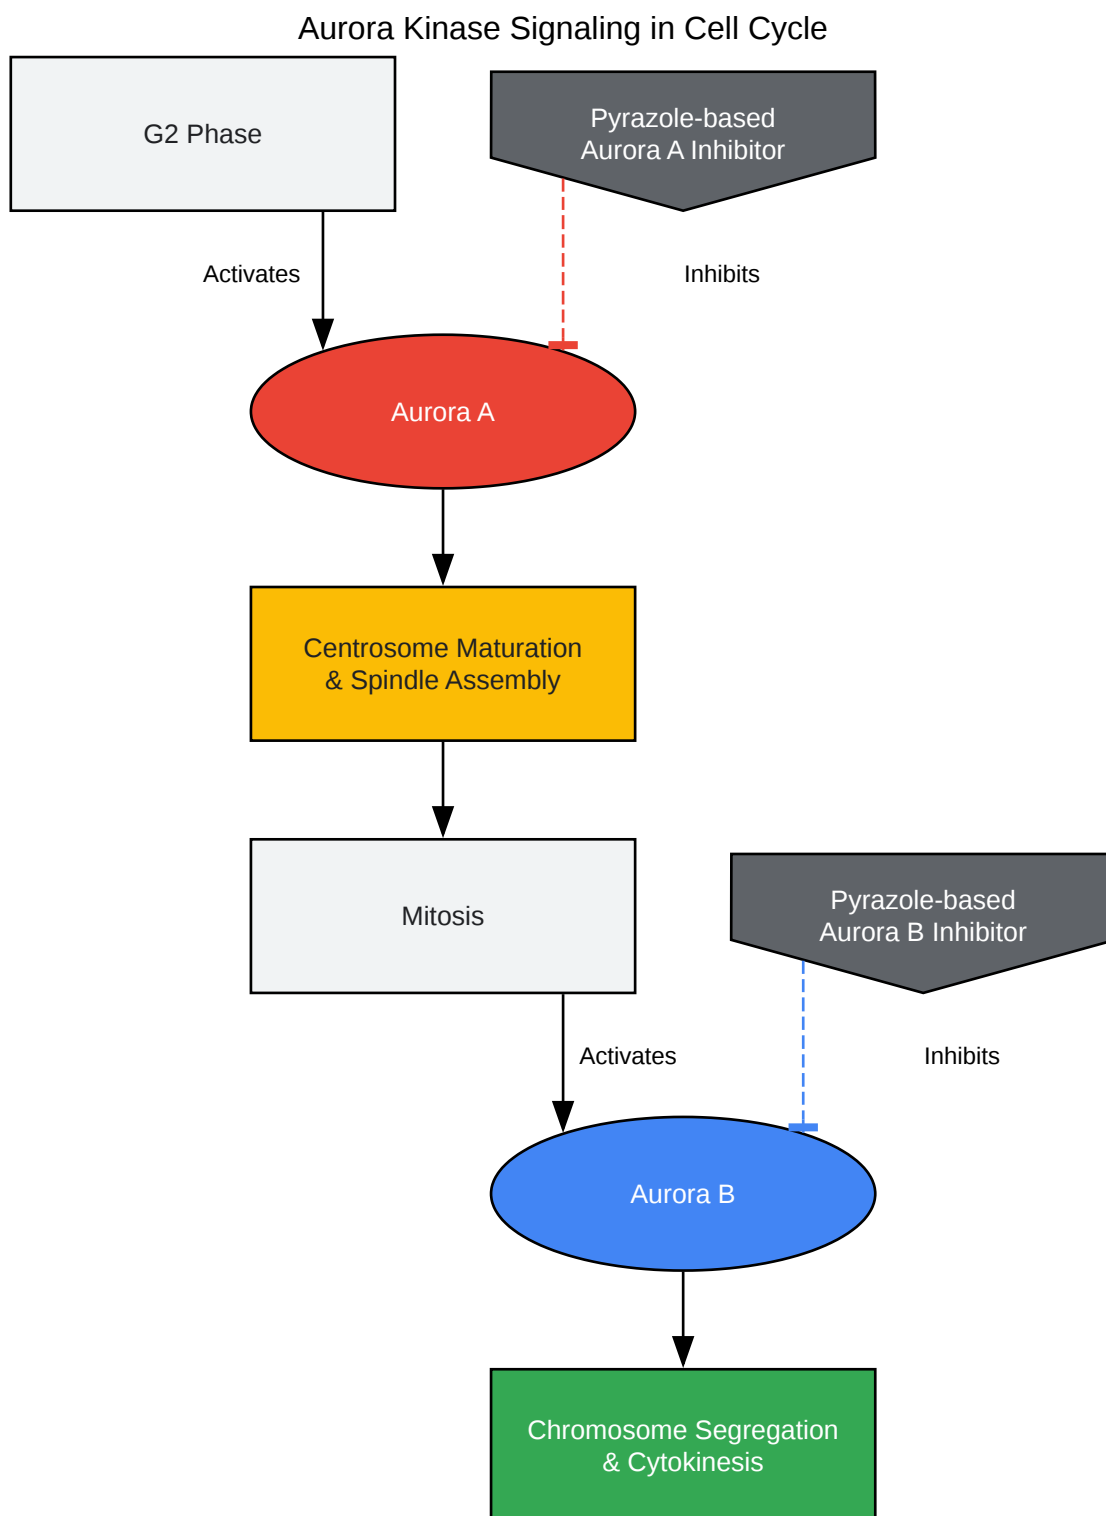 Aurora Kinase Signaling in Cell Cycle
G2 Phase
Pyrazole-based
Aurora A Inhibitor
Activates
Inhibits
Aurora A
Centrosome Maturation
& Spindle Assembly
Mitosis
Pyrazole-based
Aurora B Inhibitor
Activates
Inhibits
Aurora B
Chromosome Segregation
& Cytokinesis